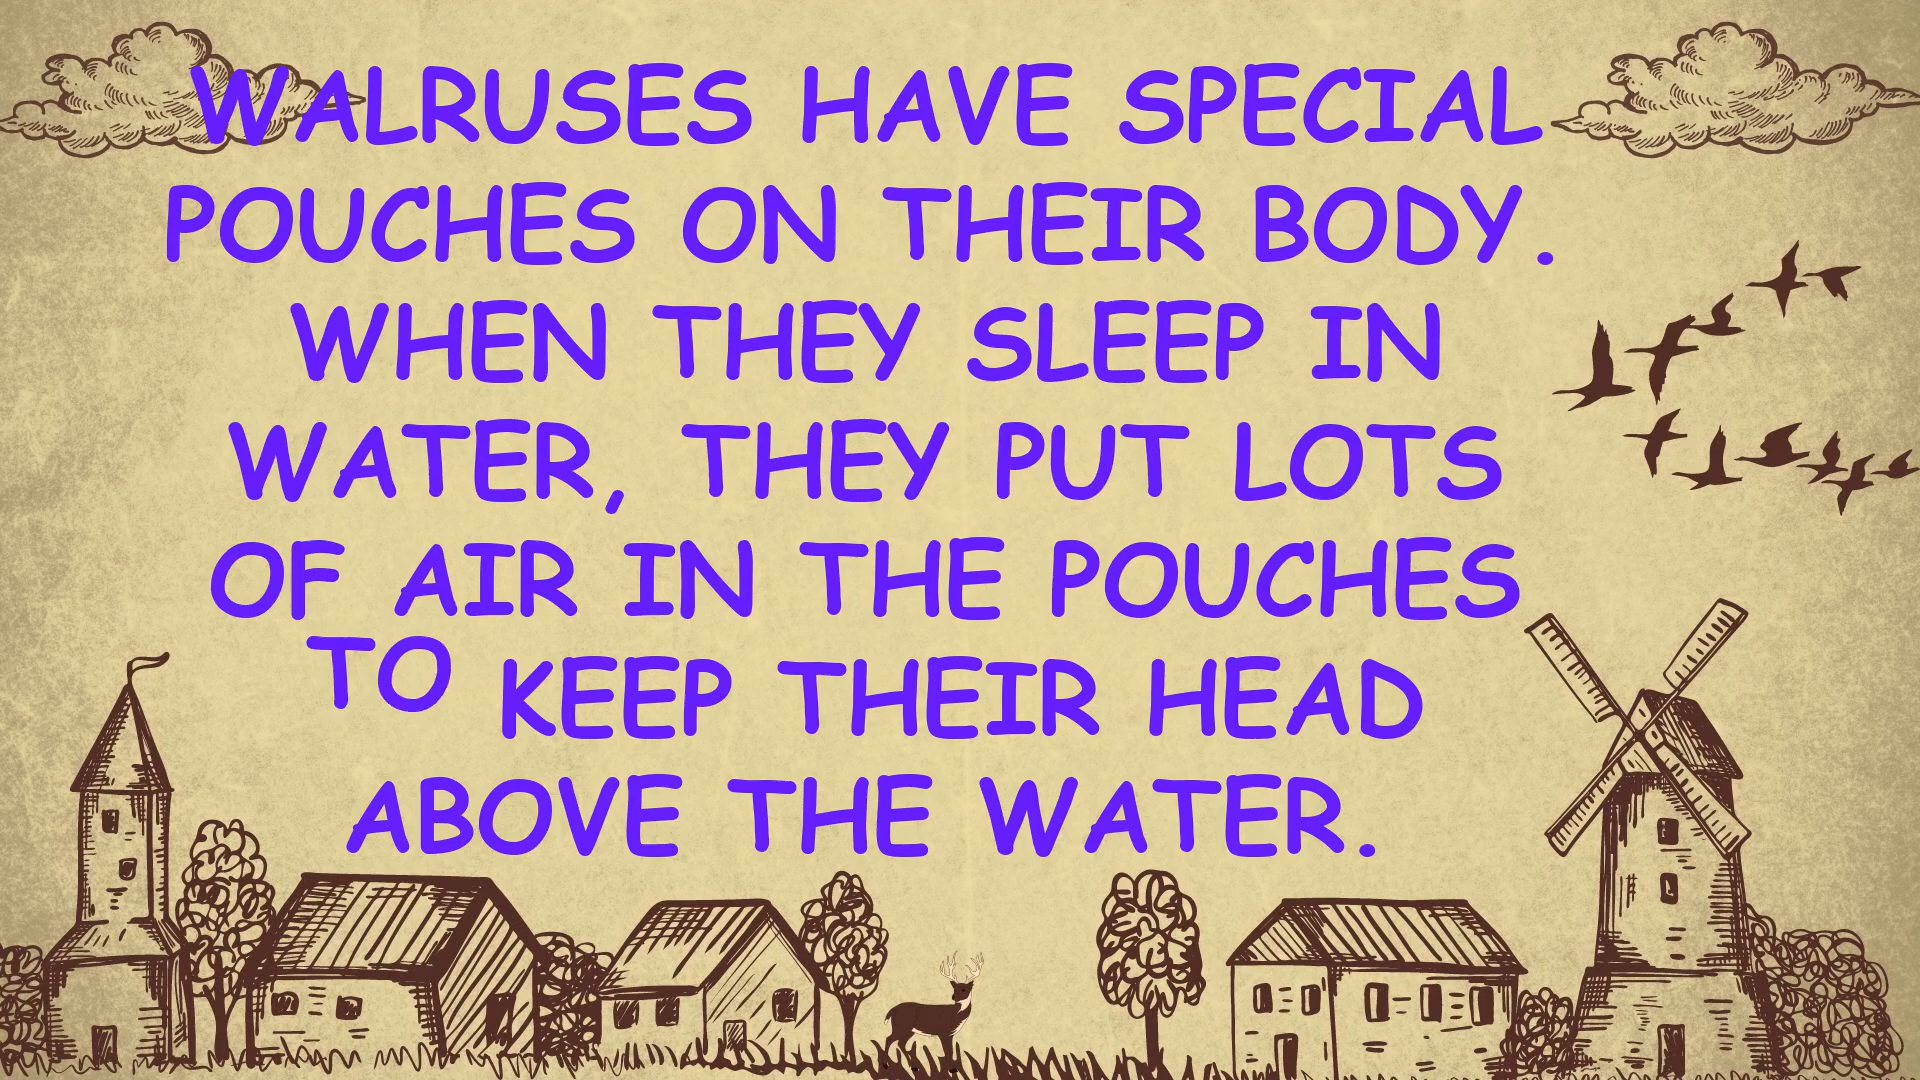 WALRUSES HAVE SPECIAL
POUCHES ON THEIR BODY.
WHEN THEY SLEEP IN
WATER, THEY PUT LOTS
OF AIR IN THE POUCHES
TO KEEP THEIR HEAD
ABOVE THE WATER.